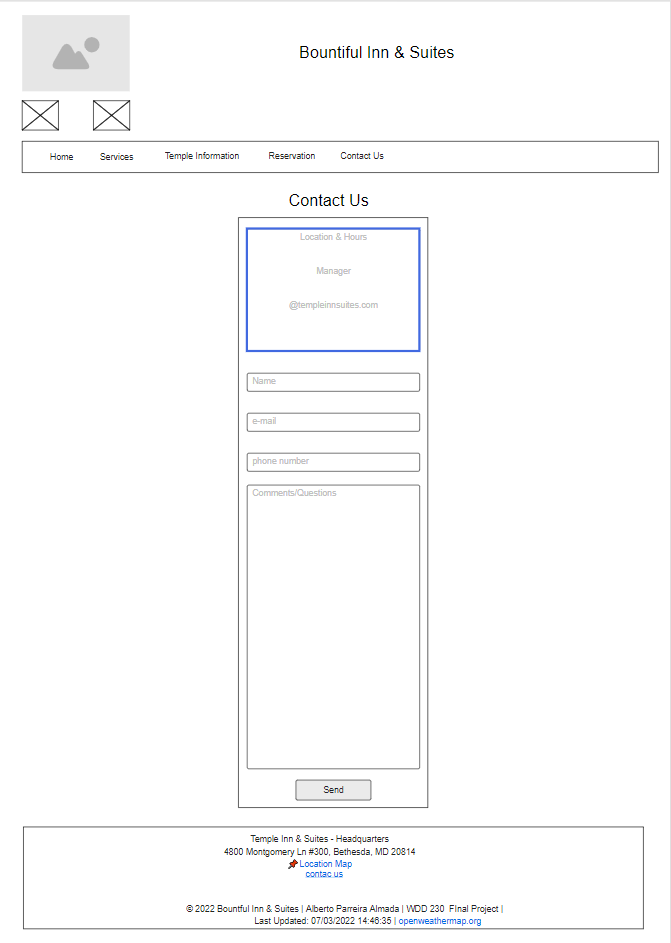 Bountiful Inn & Suites
Home Services Temple Information Reservation Contact Us
Contact Us
Location & Hours
Manager
@templeinnsuites.com
Name
e-mail
phone number
Comments/Questions
Send
Temple Inn & Suites - Headquarters
4800 Montgomery Ln #300, Bethesda, MD 20814
📌Location Map
contac us
© 2022 Bountful Inn & Suites | Alberto Parreira Almada | WDD 230 FInal Project |
Last Updated: 07/03/2022 14:46:35 | openweathermap.org